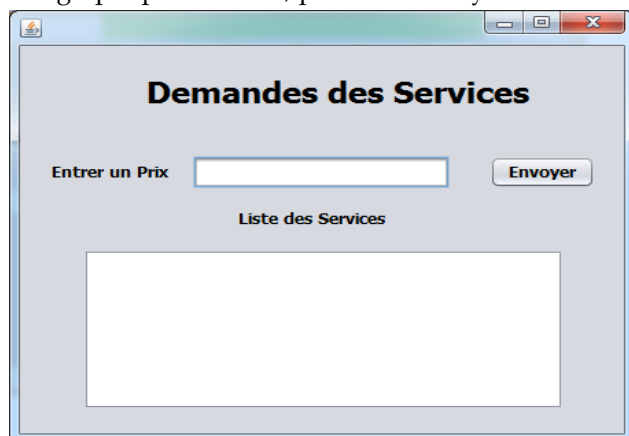 Demandes des Services
Entrer un Prix
Envoyer
Liste des Services